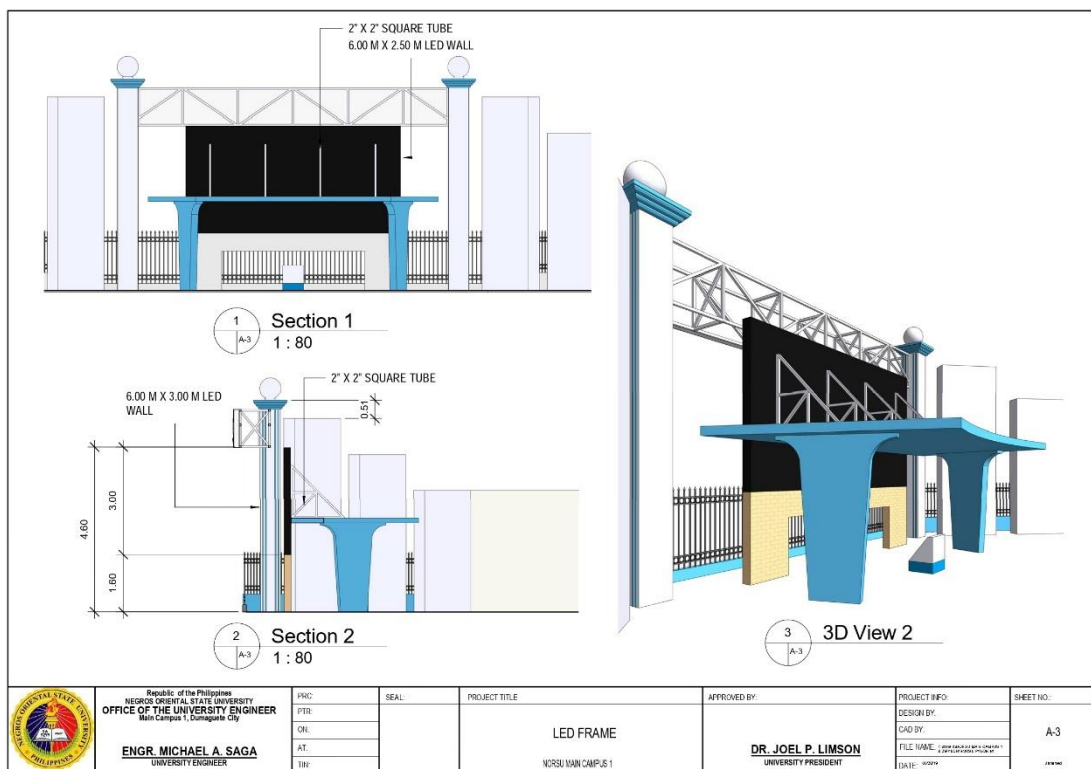 2" X 2" SQUARE TUBE
6.00 M X 2.50 M LED WALL
1
A-3
Section 1
1 : 80
2" X 2" SQUARE TUBE
6.00 M X 3.00 M LED
WALL
0.51
4.60
3.00
1.60
2
A-3
Section 2
1 : 80
3
A-3
3D View 2
NEGROS ORIENTAL STATE UNIVERSITY
PHILIPPINES
Republic of the Philippines
NEGROS ORIENTAL STATE UNIVERSITY
OFFICE OF THE UNIVERSITY ENGINEER
Main Campus 1, Dumaguete City
ENGR. MICHAEL A. SAGA
UNIVERSITY ENGINEER
PRC:
PTR:
ON:
AT:
TIN:
SEAL:
PROJECT TITLE
LED FRAME
NORSU MAIN CAMPUS 1
APPROVED BY:
DR. JOEL P. LIMSON
UNIVERSITY PRESIDENT
PROJECT INFO:
DESIGN BY:
CAD BY:
FILE NAME:
DATE:
SHEET NO.:
A-3